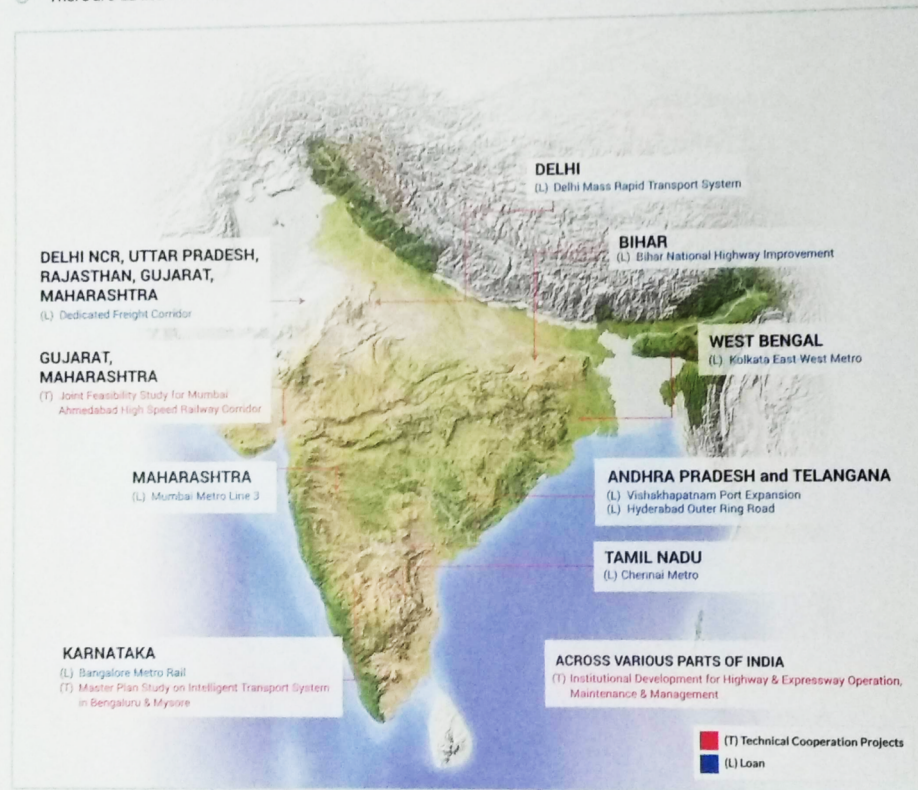 DELHI
(L) Delhi Mass Rapid Transport System
BIHAR
(L) Bihar National Highway Improvement
DELHI NCR, UTTAR PRADESH,
RAJASTHAN, GUJARAT,
MAHARASHTRA
(L) Dedicated Freight Corridor
WEST BENGAL
(L) Kolkata East-West Metro
GUJARAT,
MAHARASHTRA
(T) Joint Feasibility Study for Mumbai
Ahmedabad High Speed Railway Corridor
MAHARASHTRA
(L) Mumbai Metro Line 3
ANDHRA PRADESH and TELANGANA
(L) Vishakhapatnam Port Expansion
(L) Hyderabad Outer Ring Road
TAMIL NADU
(L) Chennai Metro
KARNATAKA
(L) Bangalore Metro Rail
(T) Master Plan Study on Intelligent Transport System
in Bengaluru & Mysore
ACROSS VARIOUS PARTS OF INDIA
(T) Institutional Development for Highway & Expressway Operation,
Maintenance & Management
(T) Technical Cooperation Projects
(L) Loan